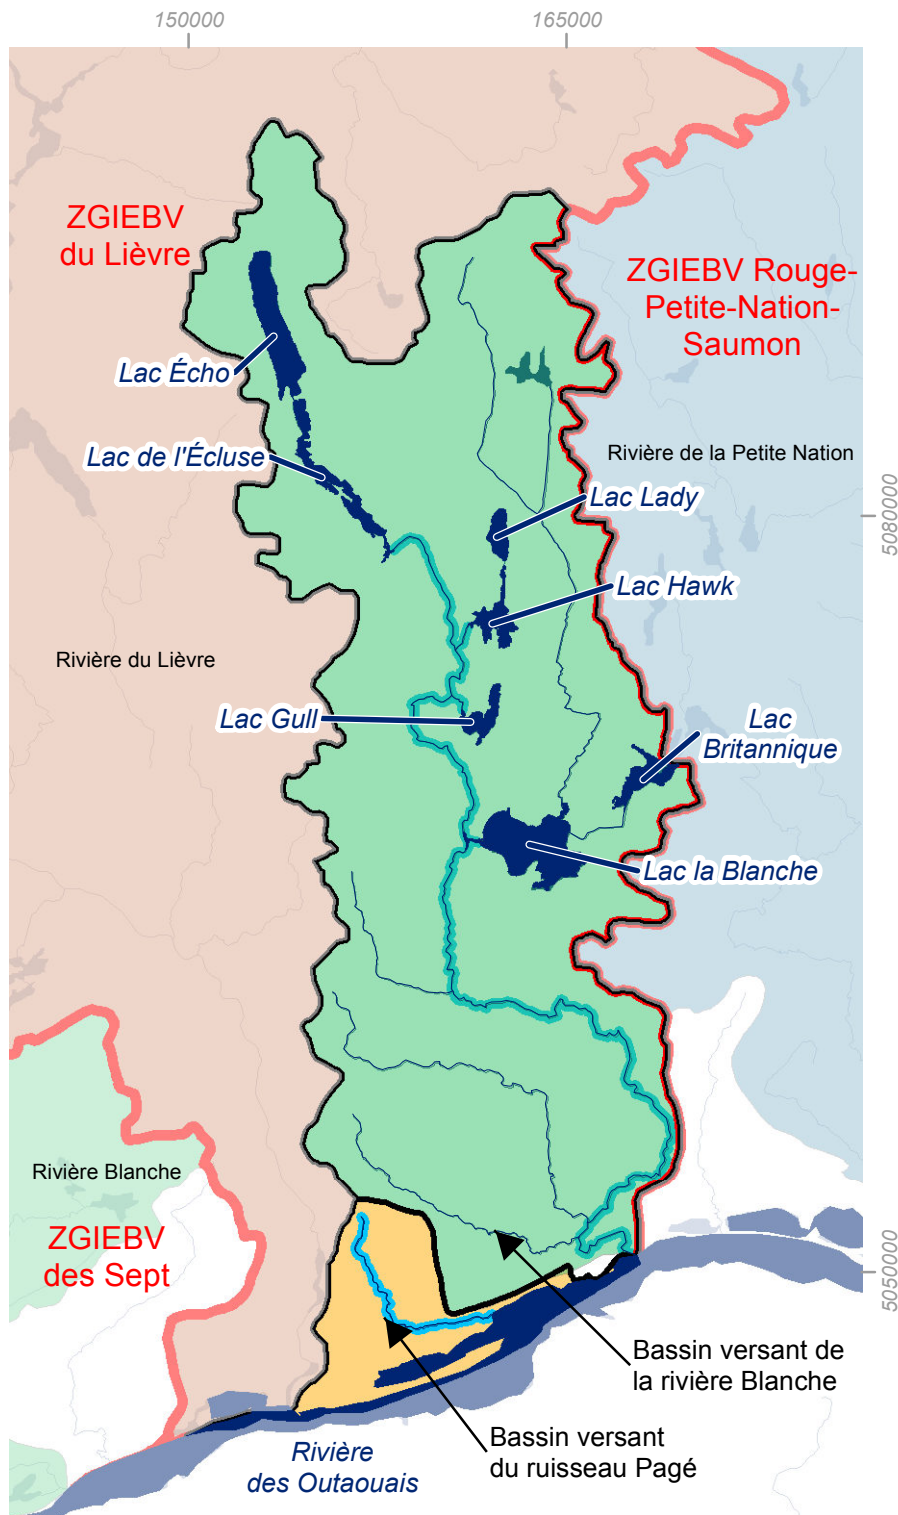 150000
165000
ZGIEBV
du Lièvre
ZGIEBV Rouge-
Petite-Nation-
Saumon
Lac Écho
Lac de l'Écluse
Rivière de la Petite Nation
Lac Lady
5080000
Lac Hawk
Rivière du Lièvre
Lac Gull
Lac
Britannique
Lac la Blanche
Rivière Blanche
ZGIEBV
des Sept
5050000
Bassin versant de
la rivière Blanche
Bassin versant
du ruisseau Pagé
Rivière
des Outaouais